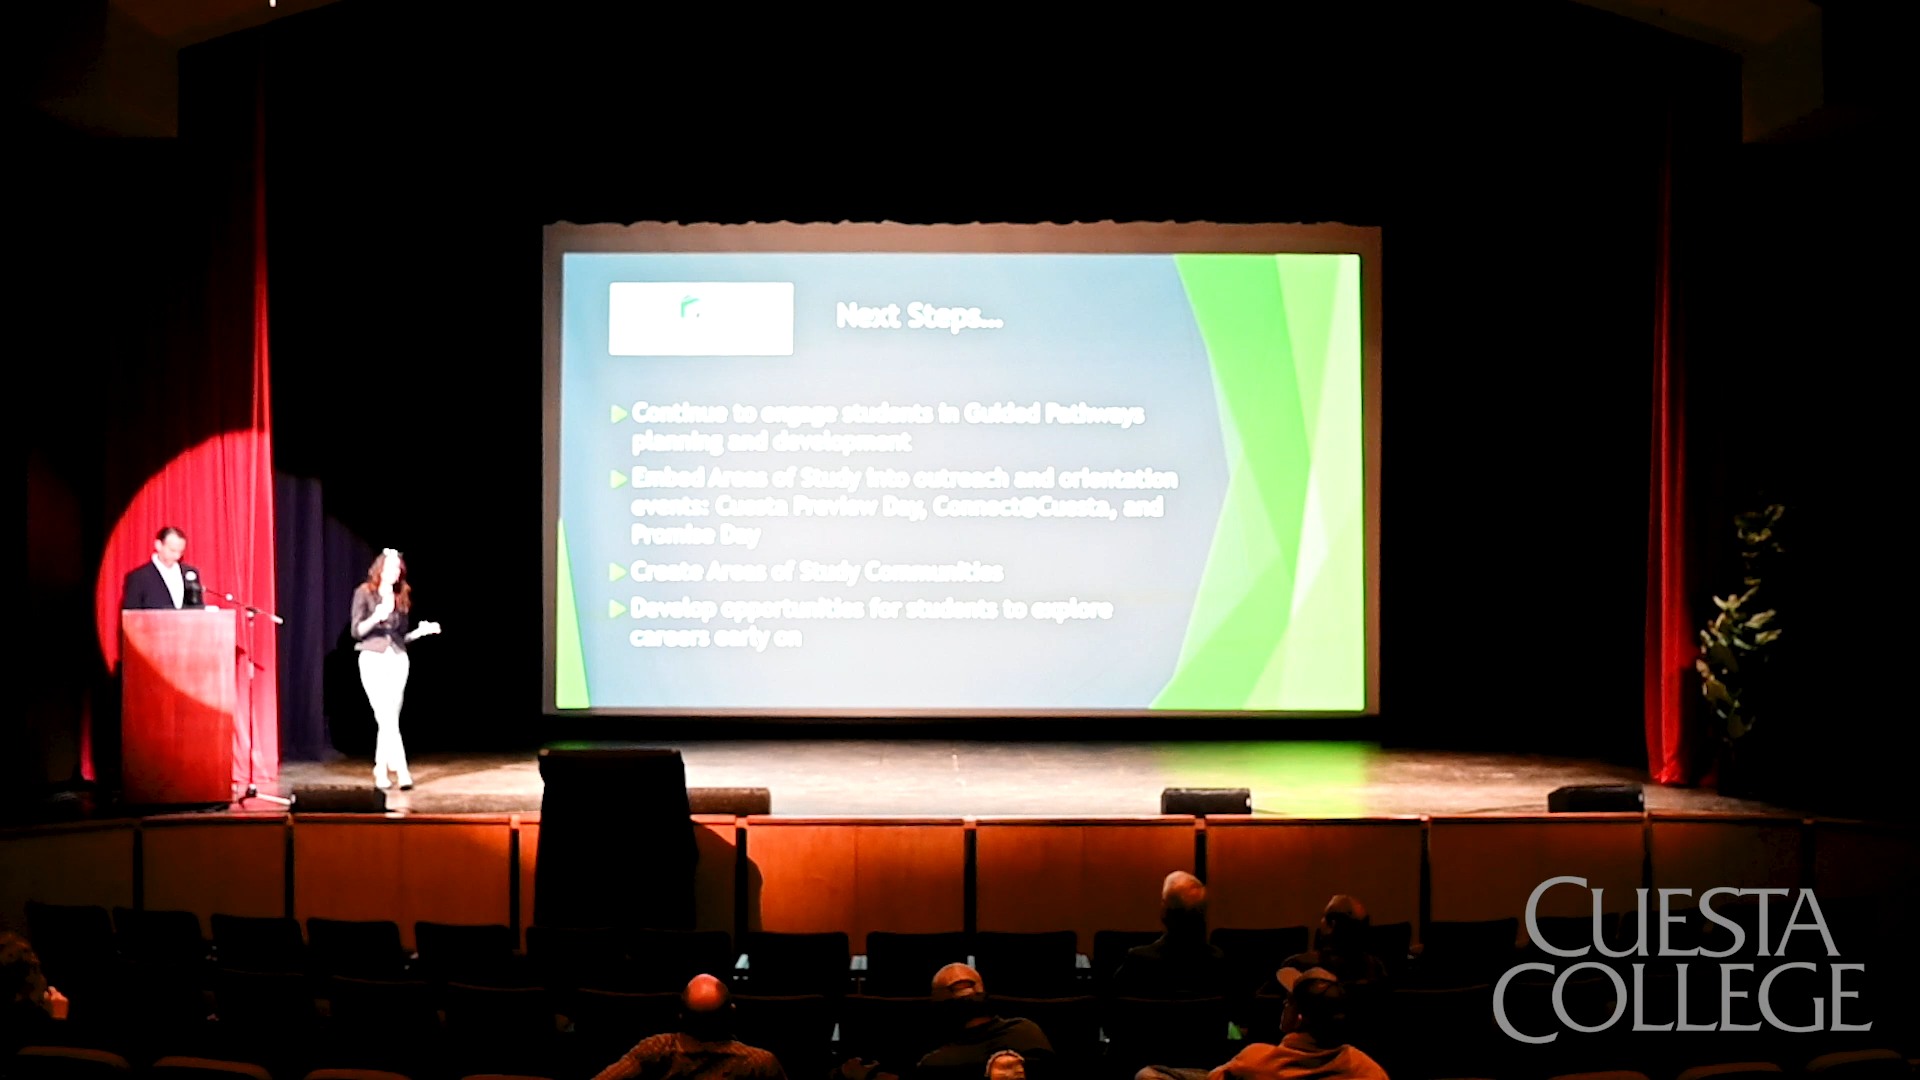 Next Steps...
Continue to engage students in Guided Pathways
planning and development
Embed Areas of Study into outreach and orientation
events: Cuesta Preview Day, Connect@Cuesta, and
Promise Day
Create Areas of Study Communities
Develop opportunities for students to explore
careers early on
CUESTA
COLLEGE